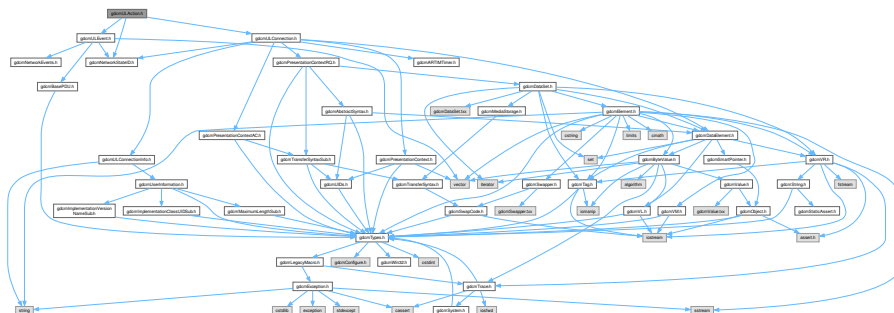 gdcmULAction.h
gdcmULEvent.h
gdcmULConnection.h
gdcmNetworkEvents.h
gdcmNetworkStateID.h
gdcmPresentationContextRQ.h
gdcmARTIMTimer.h
gdcmBasePDU.h
gdcmDataSet.h
gdcmAbstractSyntax.h
gdcmDataSet.txx
gdcmMediaStorage.h
gdcmElement.h
gdcmPresentationContextAC.h
cstring
limits
cmath
gdcmDataElement.h
gdcmULConnectionInfo.h
gdcmTransferSyntaxSub.h
gdcmPresentationContext.h
set
gdcmByteValue.h
gdcmSmartPointer.h
gdcmVR.h
gdcmUserInformation.h
gdcmUIDs.h
gdcmTransferSyntax.h
vector
iterator
gdcmSwapper.h
gdcmTag.h
algorithm
gdcmValue.h
gdcmString.h
fstream
gdcmImplementationVersion
NameSub.h
gdcmImplementationClassUIDSub.h
gdcmMaximumLengthSub.h
gdcmSwapCode.h
gdcmSwapper.txx
iomanip
gdcmVL.h
gdcmVM.h
gdcmValue.txx
gdcmObject.h
gdcmStaticAssert.h
gdcmTypes.h
iostream
assert.h
gdcmLegacyMacro.h
gdcmConfigure.h
gdcmWin32.h
cstdint
gdcmException.h
gdcmTrace.h
string
cstdlib
exception
stdexcept
cassert
gdcmSystem.h
iosfwd
sstream